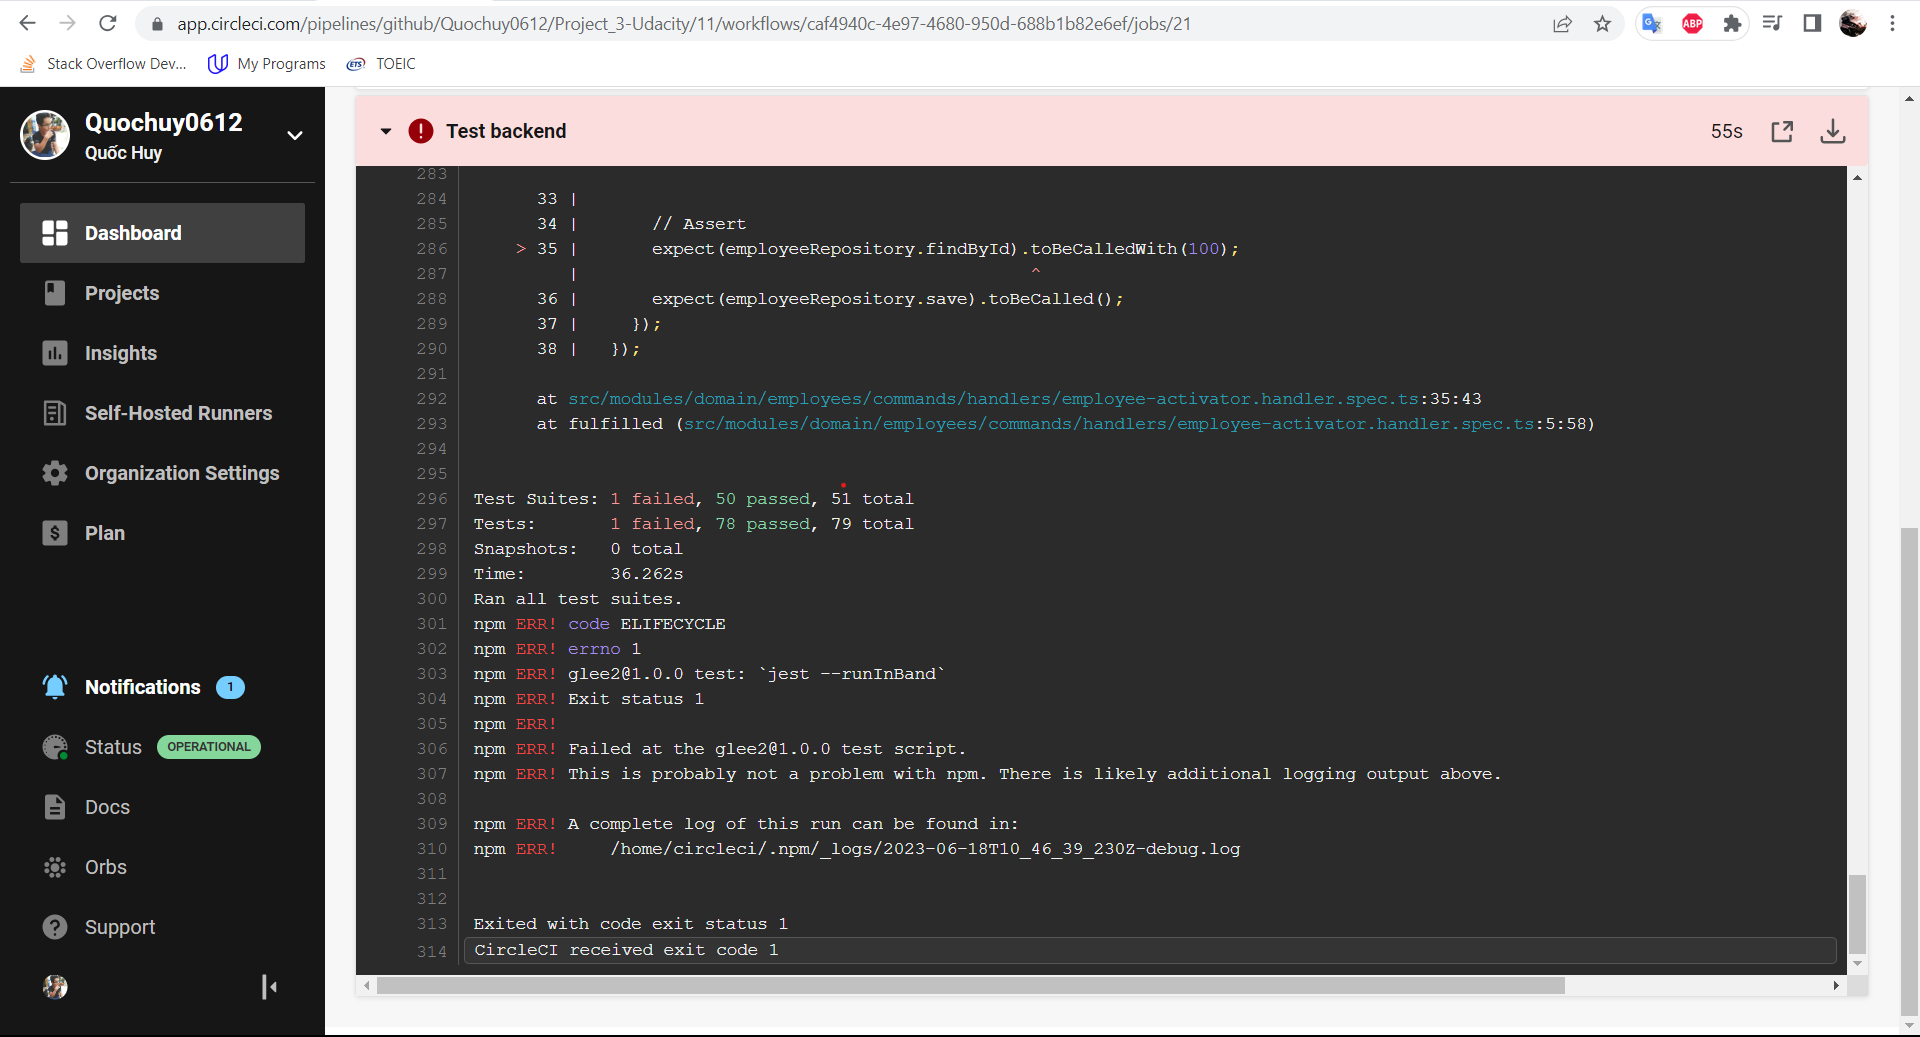 app.circleci.com/pipelines/github/Quochuy0612/Project_3-Udacity/11/workflows/caf4940c-4e97-4680-950d-688b1b82e6ef/jobs/21
ABP
Stack Overflow Dev...
My Programs
ETS
TOEIC
Quochuy0612
Quốc Huy
Dashboard
Projects
Insights
Self-Hosted Runners
Organization Settings
Plan
Notifications 1
Status OPERATIONAL
Docs
Orbs
Support
Test backend
55s
283
284 33 |
285 34 | // Assert
286 > 35 | expect(employeeRepository.findById).toBeCalledWith(100);
287 | ^
288 36 | expect(employeeRepository.save).toBeCalled();
289 37 | });
290 38 | });
291
292 at src/modules/domain/employees/commands/handlers/employee-activator.handler.spec.ts:35:43
293 at fulfilled (src/modules/domain/employees/commands/handlers/employee-activator.handler.spec.ts:5:58)
294
295
296 Test Suites: 1 failed, 50 passed, 51 total
297 Tests: 1 failed, 78 passed, 79 total
298 Snapshots: 0 total
299 Time: 36.262s
300 Ran all test suites.
301 npm ERR! code ELIFECYCLE
302 npm ERR! errno 1
303 npm ERR! glee2@1.0.0 test: `jest --runInBand`
304 npm ERR! Exit status 1
305 npm ERR!
306 npm ERR! Failed at the glee2@1.0.0 test script.
307 npm ERR! This is probably not a problem with npm. There is likely additional logging output above.
308
309 npm ERR! A complete log of this run can be found in:
310 npm ERR! /home/circleci/.npm/_logs/2023-06-18T10_46_39_230Z-debug.log
311
312
313 Exited with code exit status 1
314 CircleCI received exit code 1